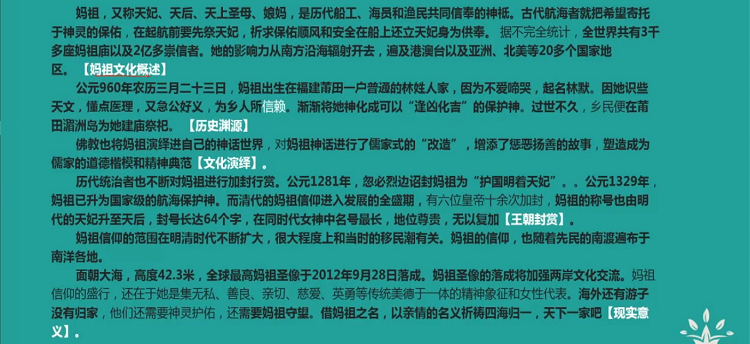 妈祖，又称天妃、天后、天上圣母、娘妈，是历代船工、海员和渔民共同信奉的神祇。古代航海者就把希望寄托
于神灵的保佑，在起航前要先祭天妃，祈求保佑顺风和安全在船上还立天妃身为供奉。 据不完全统计，全世界共有3千
多座妈祖庙以及2亿多崇信者。她的影响力从南方沿海辐射开去，遍及港澳台以及亚洲、北美等20多个国家地
区。【妈祖文化概述】
公元960年农历三月二十三日，妈祖出生在福建莆田一户普通的林姓人家，因为不爱啼哭，起名林默。因她识些
天文，懂点医理，又急公好义，为乡人所信赖。渐渐将她神化成可以“逢凶化吉”的保护神。过世不久，乡民便在莆
田湄洲岛为她建庙祭祀。【历史渊源】
佛教也将妈祖演绎进自己的神话世界，对妈祖神话进行了儒家式的“改造”，增添了惩恶扬善的故事，塑造成为
儒家的道德楷模和精神典范【文化演绎】。
历代统治者也不断对妈祖进行加封行赏。公元1281年，忽必烈边诏封妈祖为“护国明着天妃”。。公元1329年，
妈祖已升为国家级的航海保护神。而清代的妈祖信仰进入发展的全盛期，有六位皇帝十余次加封，妈祖的称号也由明
代的天妃升至天后，封号长达64个字，在同时代女神中名号最长，地位尊贵，无以复加【王朝封赏】。
妈祖信仰的范围在明清时代不断扩大，很大程度上和当时的移民潮有关。妈祖的信仰，也随着先民的南渡遍布于
南洋各地。
面朝大海，高度42.3米，全球最高妈祖圣像于2012年9月28日落成。妈祖圣像的落成将加强两岸文化交流。妈祖
信仰的盛行，还在于她是集无私、善良、亲切、慈爱、英勇等传统美德于一体的精神象征和女性代表。海外还有游子
没有归家，他们还需要神灵护佑，还需要妈祖守望。借妈祖之名，以亲情的名义祈祷四海归一，天下一家吧【现实意
义】。